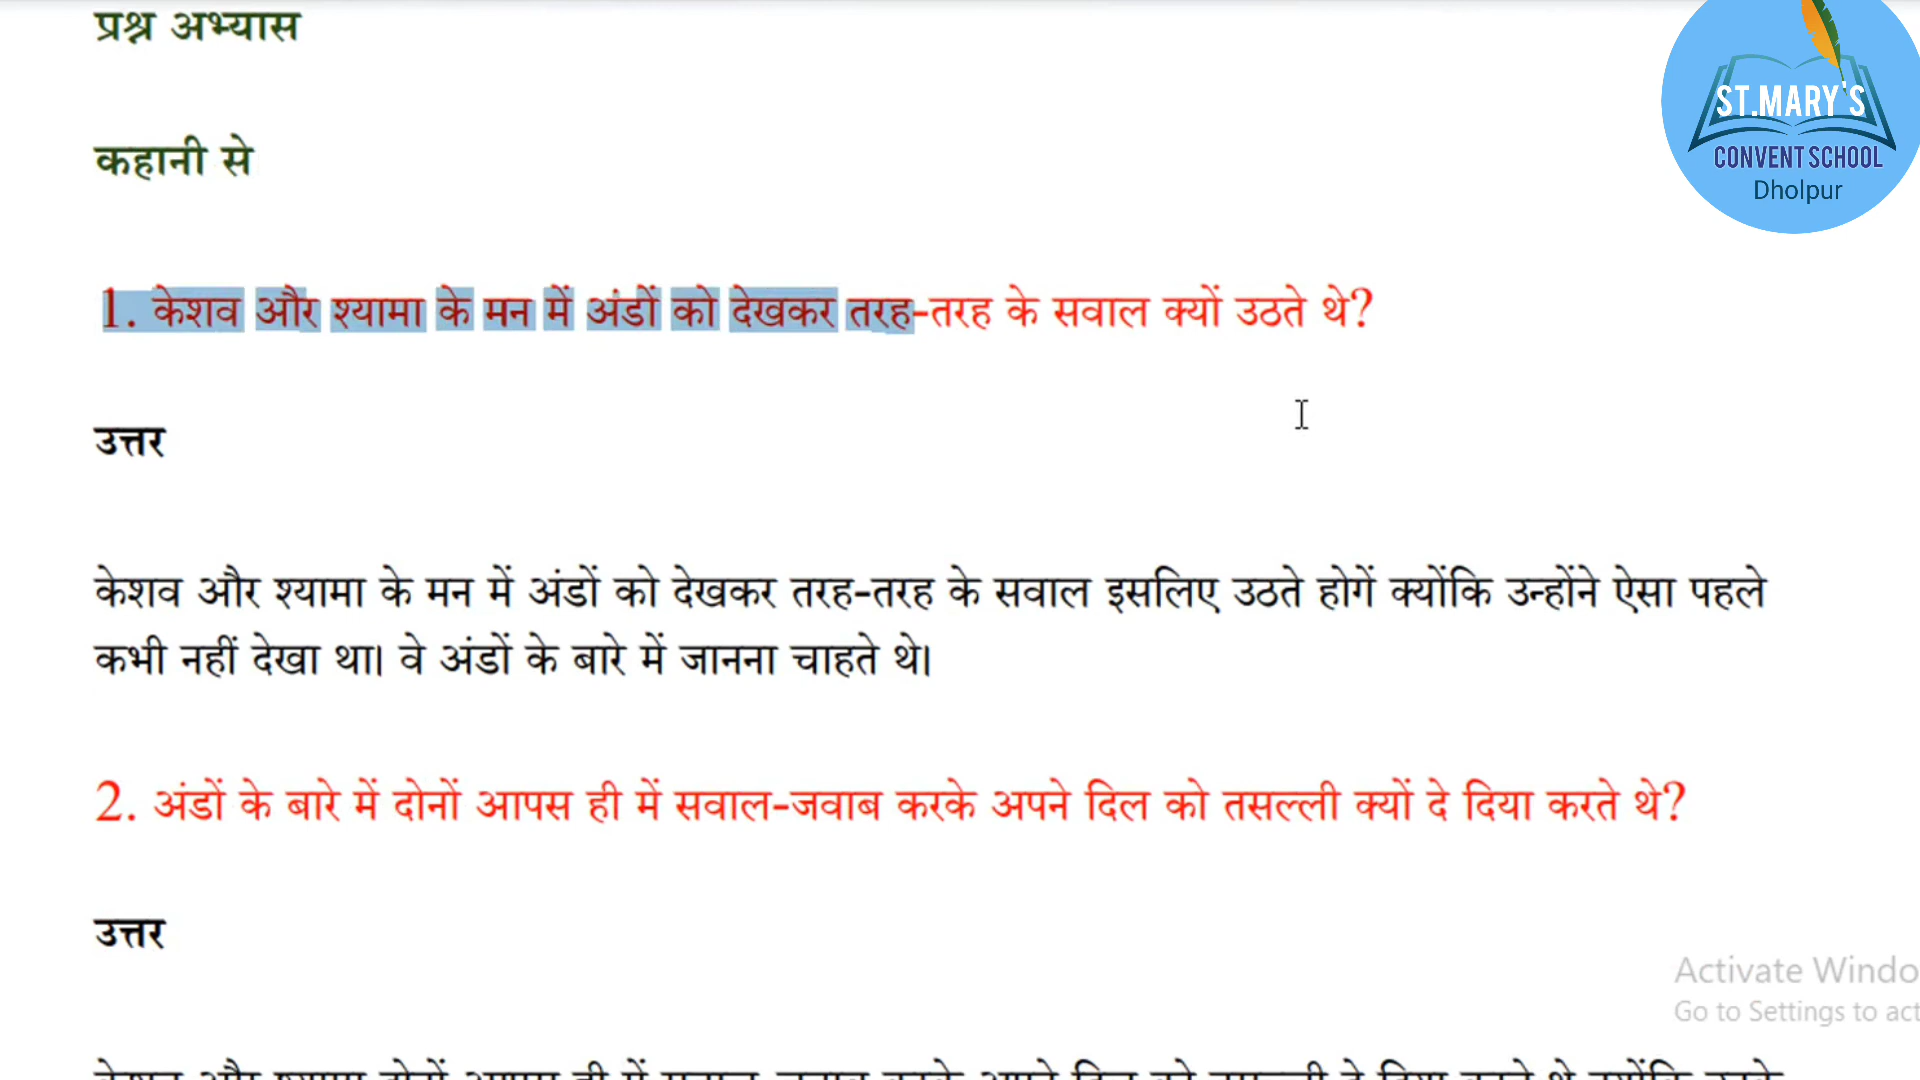 प्रश्न अभ्यास
ST.MARY'S
CONVENT SCHOOL
Dholpur
कहानी से
1. केशव और श्यामा के मन में अंडों को देखकर तरह-तरह के सवाल क्यों उठते थे?
उत्तर
केशव और श्यामा के मन में अंडों को देखकर तरह-तरह के सवाल इसलिए उठते होगें क्योंकि उन्होंने ऐसा पहले
कभी नहीं देखा था। वे अंडों के बारे में जानना चाहते थे।
2. अंडों के बारे में दोनों आपस ही में सवाल-जवाब करके अपने दिल को तसल्ली क्यों दे दिया करते थे?
उत्तर
Activate Windo
Go to Settings to act